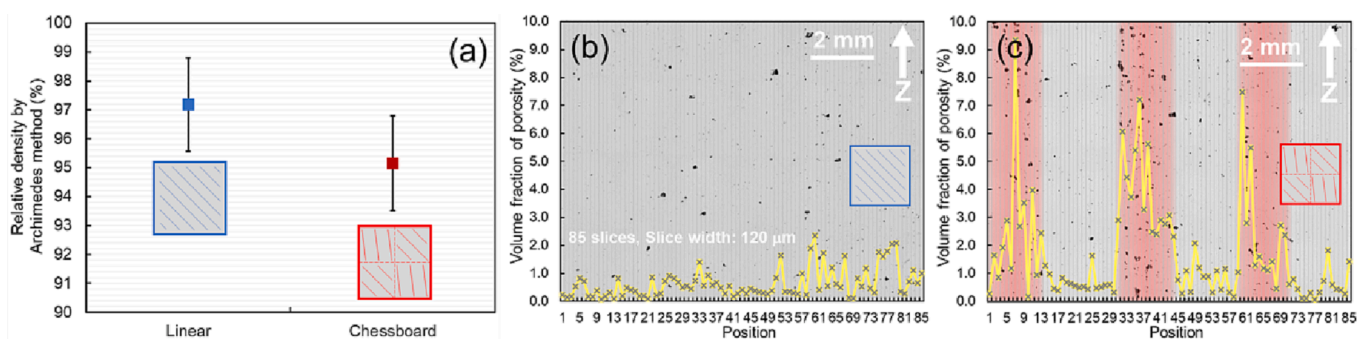 Relative density by
Archimedes method (%)
100
99
98
97
96
95
94
93
92
91
90
(a)
Linear
Chessboard
Volume fraction of porosity (%)
10.0
9.0
8.0
7.0
6.0
5.0
4.0
3.0
2.0
1.0
0.0
(b)
2 mm
Z
85 slices, Slice width: 120 μm
1 5 9 13 17 21 25 29 33 37 41 45 49 53 57 61 65 69 73 77 81 85
Position
Volume fraction of porosity (%)
10.0
9.0
8.0
7.0
6.0
5.0
4.0
3.0
2.0
1.0
0.0
(c)
2 mm
Z
1 5 9 13 17 21 25 29 33 37 41 45 49 53 57 61 65 69 73 77 81 85
Position